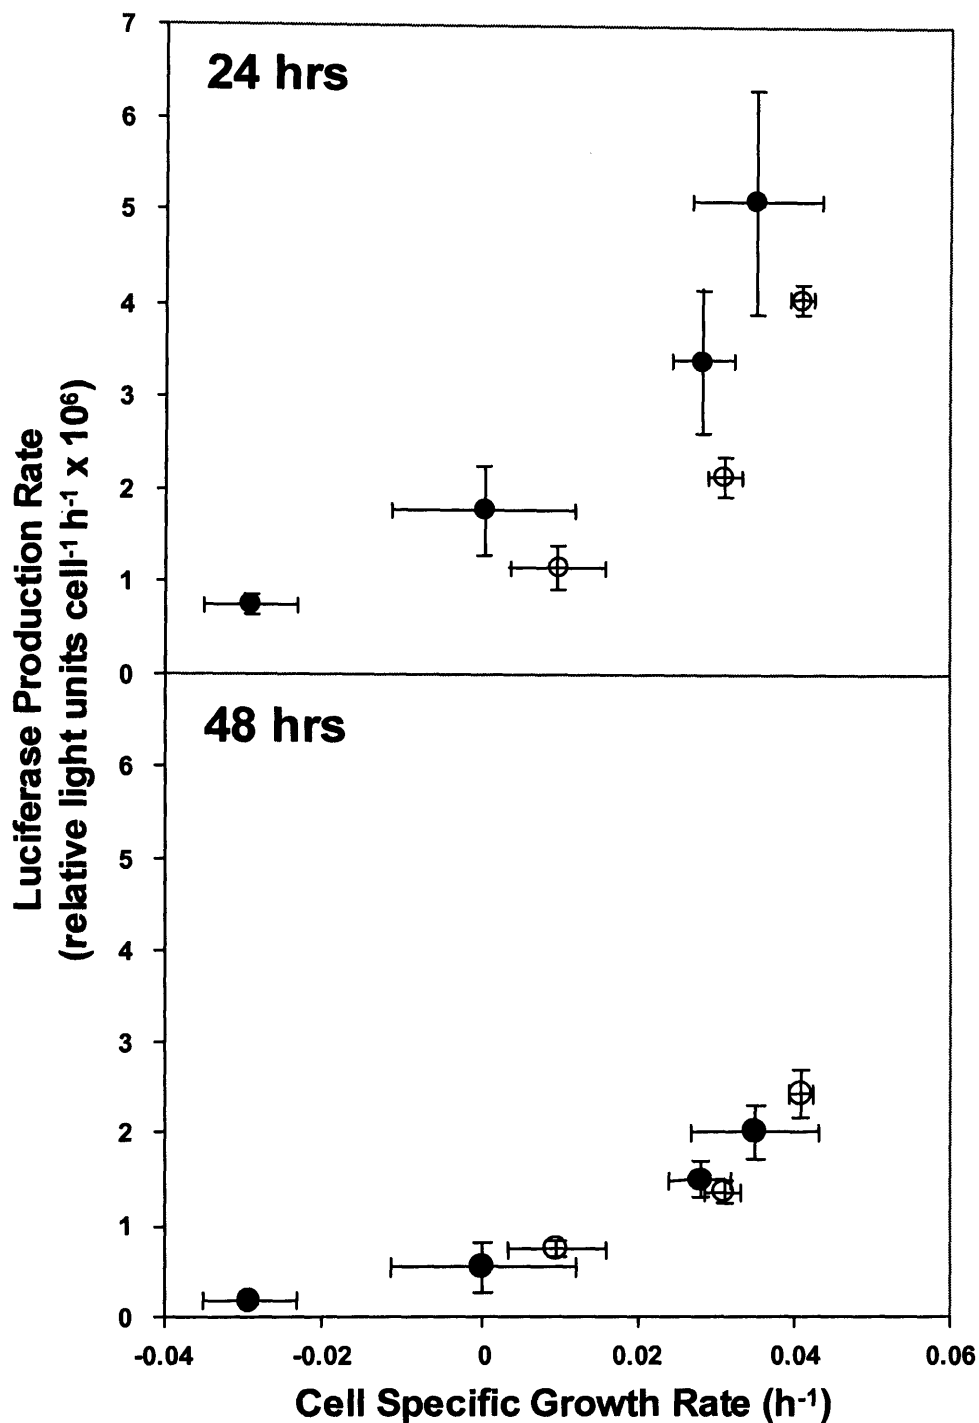 7
24 hrs
6
5
4
3
2
1
0
48 hrs
6
5
4
3
2
1
0
Luciferase Production Rate
(relative light units cell⁻¹ h⁻¹ x 10⁶)
-0.04 -0.02 0 0.02 0.04 0.06
Cell Specific Growth Rate (h⁻¹)